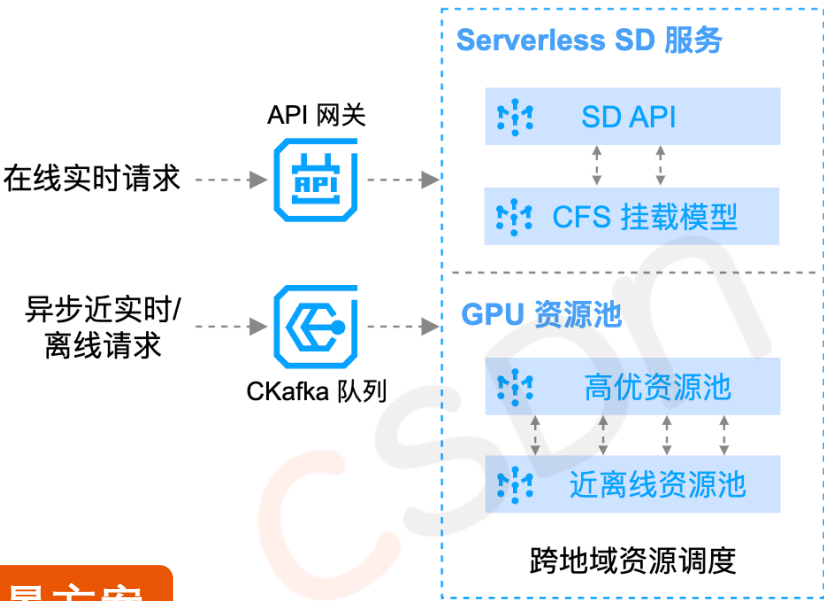 Serverless SD 服务
API 网关
SD API
在线实时请求
API
CFS 挂载模型
异步近实时/
离线请求
GPU 资源池
CKafka 队列
高优资源池
近离线资源池
跨地域资源调度
CSDN